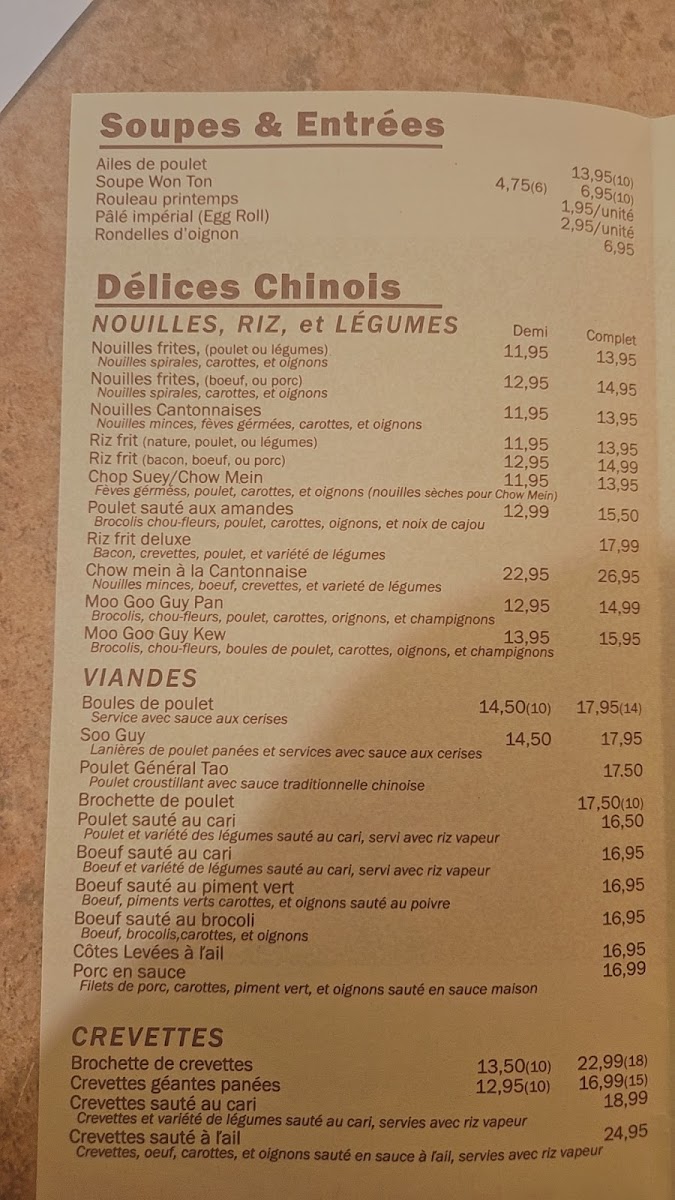 Soupes & Entrées
Ailes de poulet 13,95(10)
Soupe Won Ton 4,75(6) 6,95(10)
Rouleau printemps 1,95/unité
Pâlé impérial (Egg Roll) 2,95/unité
Rondelles d'oignon 6,95
Délices Chinois
NOUILLES, RIZ, et LÉGUMES Demi Complet
Nouilles frites, (poulet ou légumes) 11,95 13,95
Nouilles spirales, carottes, et oignons
Nouilles frites, (boeuf, ou porc) 12,95 14,95
Nouilles spirales, carottes, et oignons
Nouilles Cantonnaises 11,95 13,95
Nouilles minces, fèves gérmées, carottes, et oignons
Riz frit (nature, poulet, ou légumes) 11,95 13,95
Riz frit (bacon, boeuf, ou porc) 12,95 14,99
Chop Suey/Chow Mein 11,95 13,95
Fèves gérmèss, poulet, carottes, et oignons (nouilles sèches pour Chow Mein)
Poulet sauté aux amandes 12,99 15,50
Brocolis chou-fleurs, poulet, carottes, oignons, et noix de cajou
Riz frit deluxe 17,99
Bacon, crevettes, poulet, et variété de légumes
Chow mein à la Cantonnaise 22,95 26,95
Nouilles minces, boeuf, crevettes, et varieté de légumes
Moo Goo Guy Pan 12,95 14,99
Brocolis, chou-fleurs, poulet, carottes, orignons, et champignons
Moo Goo Guy Kew 13,95 15,95
Brocolis, chou-fleurs, boules de poulet, carottes, oignons, et champignons
VIANDES
Boules de poulet 14,50(10) 17,95(14)
Service avec sauce aux cerises
Soo Guy 14,50 17,95
Lanières de poulet panées et services avec sauce aux cerises
Poulet Général Tao 17.50
Poulet croustillant avec sauce traditionnelle chinoise
Brochette de poulet 17,50(10)
Poulet sauté au cari 16,50
Poulet et variété des légumes sauté au cari, servi avec riz vapeur
Boeuf sauté au cari 16,95
Boeuf et variété de légumes sauté au cari, servi avec riz vapeur
Boeuf sauté au piment vert 16,95
Boeuf, piments verts carottes, et oignons sauté au poivre
Boeuf sauté au brocoli 16,95
Boeuf, brocolis,carottes, et oignons
Côtes Levées à l'ail 16,95
Porc en sauce 16,99
Filets de porc, carottes, piment vert, et oignons sauté en sauce maison
CREVETTES
Brochette de crevettes 13,50(10) 22,99(18)
Crevettes géantes panées 12,95(10) 16,99(15)
Crevettes sauté au cari 18,99
Crevettes et variété de légumes sauté au cari, servies avec riz vapeur
Crevettes sauté à l'ail 24,95
Crevettes, oeuf, carottes, et oignons sauté en sauce à l'ail, servies avec riz vapeur